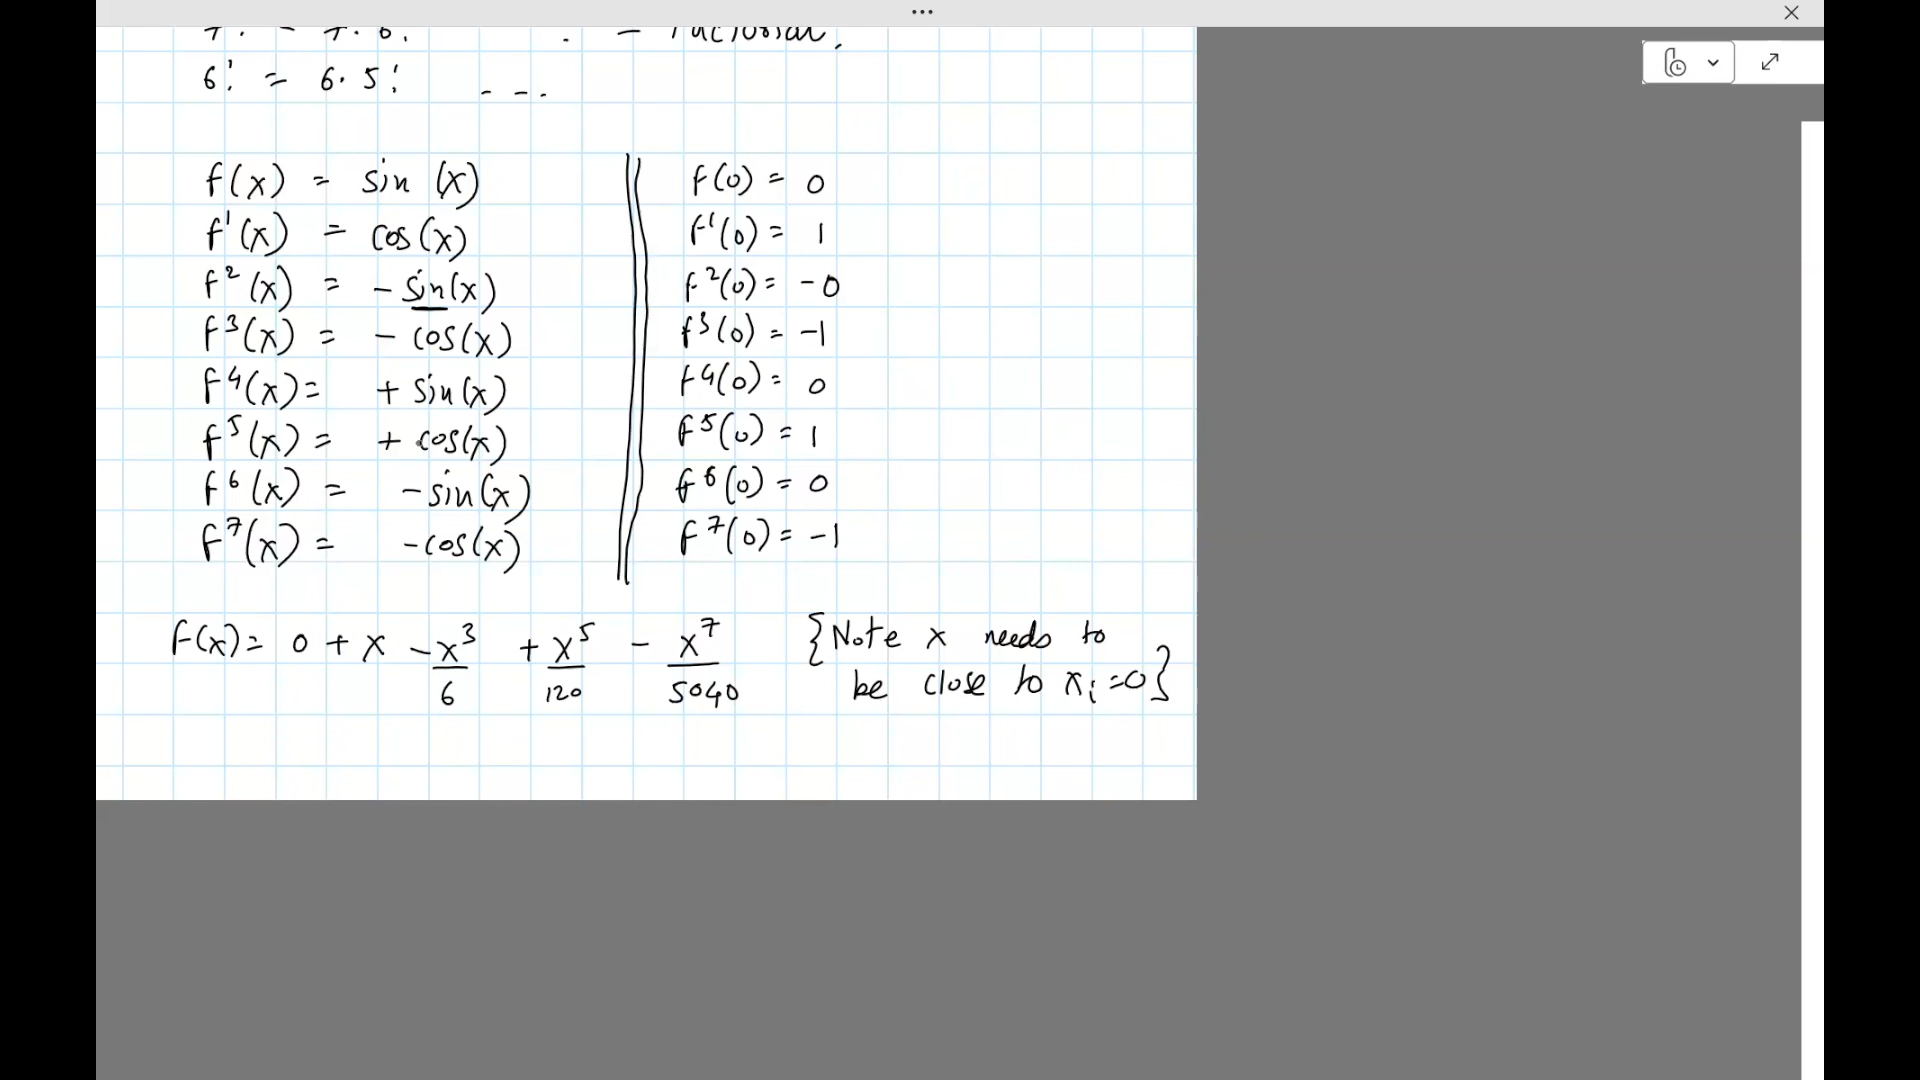 6! = 6·5! ---
f(x) = sin(x) f(0) = 0
f'(x) = cos(x) f'(0) = 1
f²(x) = -sin(x) f²(0) = -0
f³(x) = -cos(x) f³(0) = -1
f⁴(x) = +sin(x) f⁴(0) = 0
f⁵(x) = +cos(x) f⁵(0) = 1
f⁶(x) = -sin(x) f⁶(0) = 0
f⁷(x) = -cos(x) f⁷(0) = -1
f(x) = 0 + x - x³/6 + x⁵/120 - x⁷/5040 {Note x needs to
be close to xᵢ=0}